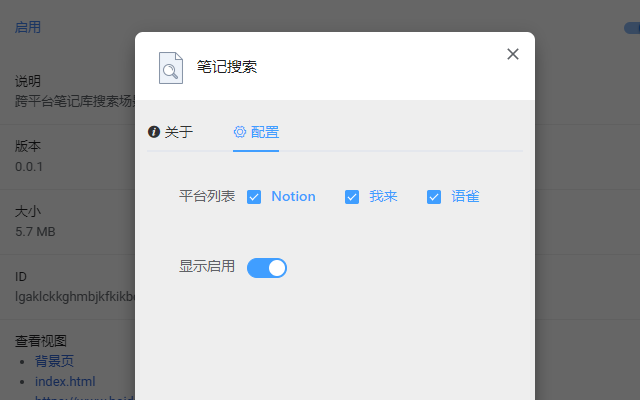 启用
笔记搜索
说明
跨平台笔记库搜索场
关于
配置
版本
0.0.1
平台列表 Notion 我来 语雀
大小
5.7 MB
显示启用
ID
lgaklckkghmbjkfkikb
查看视图
背景页
index.html